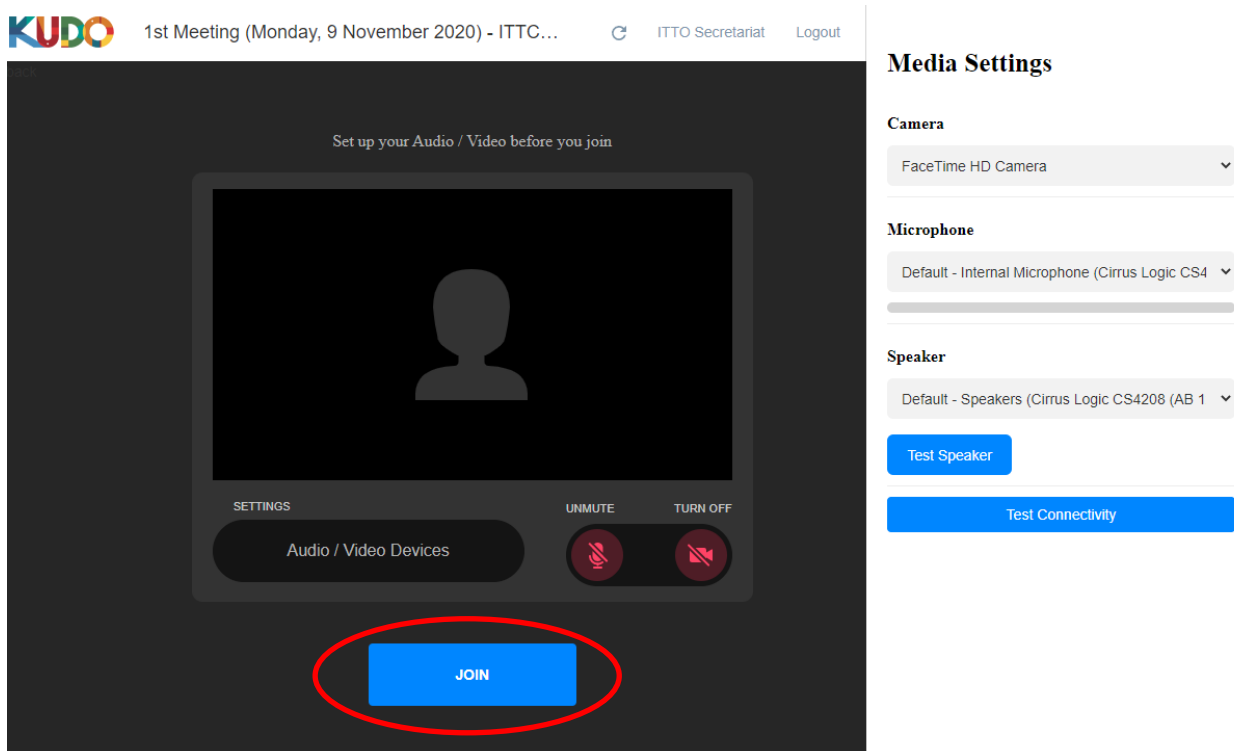 KUDO
1st Meeting (Monday, 9 November 2020) - ITTC...
ITTO Secretariat
Logout
back
Set up your Audio / Video before you join
SETTINGS
UNMUTE
TURN OFF
Audio / Video Devices
JOIN
Media Settings
Camera
FaceTime HD Camera
Microphone
Default - Internal Microphone (Cirrus Logic CS4
Speaker
Default - Speakers (Cirrus Logic CS4208 (AB 1
Test Speaker
Test Connectivity